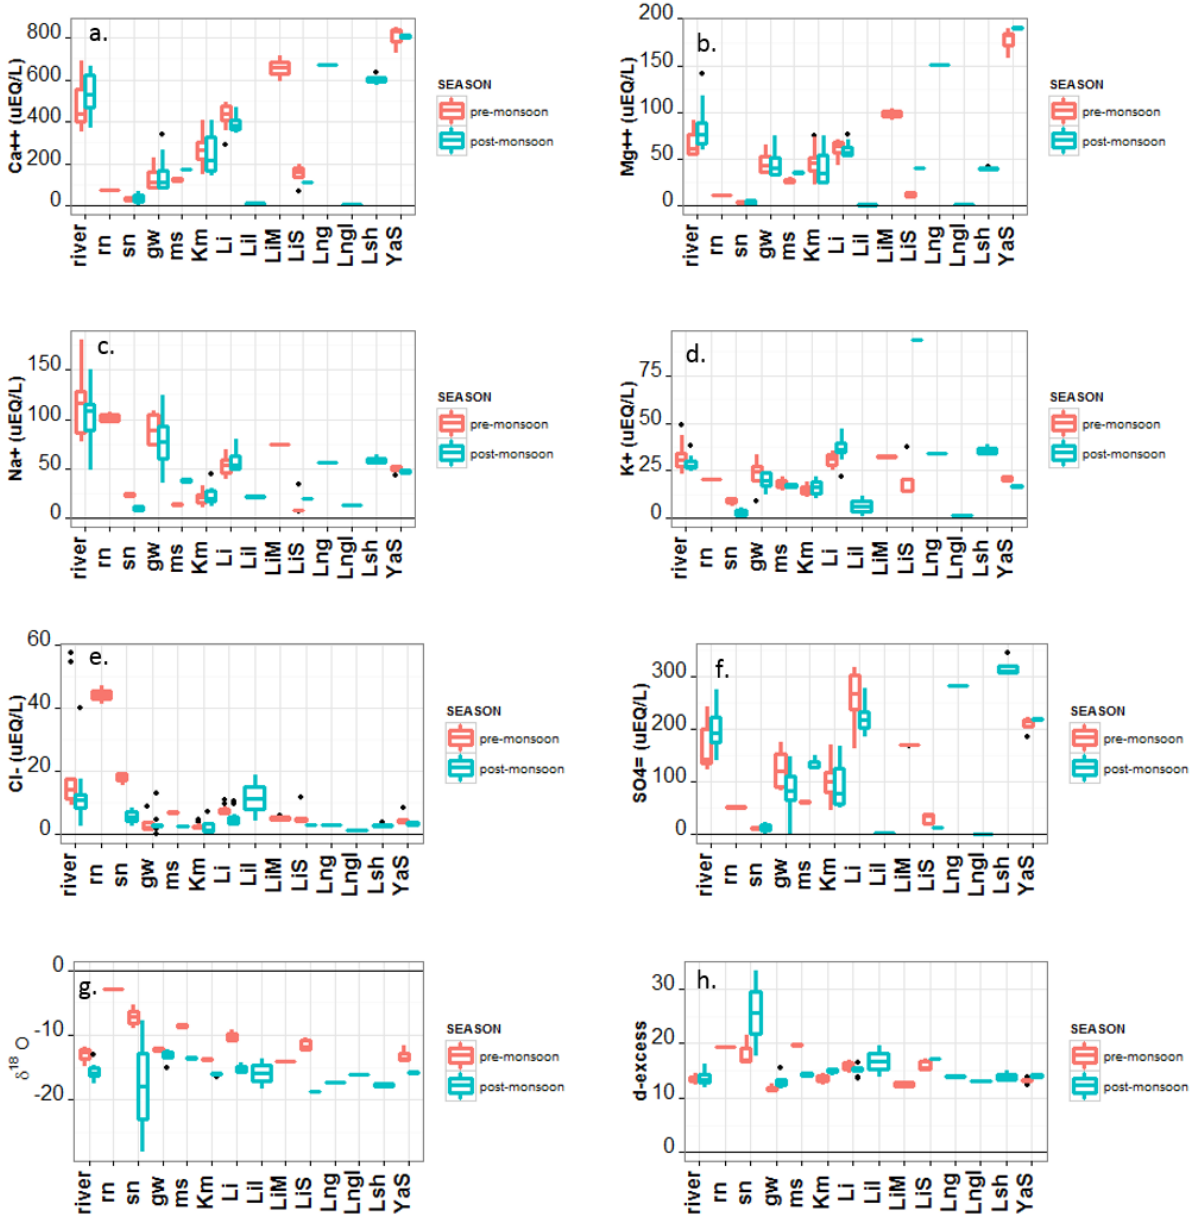 a.
Ca++ (uEQ/L)
800
600
400
200
0
river rn sn gw ms Km Li Lil LiM LiS Lng Lngl Lsh YaS
SEASON
pre-monsoon
post-monsoon
b.
Mg++ (uEQ/L)
200
150
100
50
0
river rn sn gw ms Km Li Lil LiM LiS Lng Lngl Lsh YaS
SEASON
pre-monsoon
post-monsoon
c.
Na+ (uEQ/L)
150
100
50
0
river rn sn gw ms Km Li Lil LiM LiS Lng Lngl Lsh YaS
SEASON
pre-monsoon
post-monsoon
d.
K+ (uEQ/L)
75
50
25
0
river rn sn gw ms Km Li Lil LiM LiS Lng Lngl Lsh YaS
SEASON
pre-monsoon
post-monsoon
e.
Cl- (uEQ/L)
60
40
20
0
river rn sn gw ms Km Li Lil LiM LiS Lng Lngl Lsh YaS
SEASON
pre-monsoon
post-monsoon
f.
SO4= (uEQ/L)
300
200
100
0
river rn sn gw ms Km Li Lil LiM LiS Lng Lngl Lsh YaS
SEASON
pre-monsoon
post-monsoon
g.
δ18 O
0
-10
-20
river rn sn gw ms Km Li Lil LiM LiS Lng Lngl Lsh YaS
SEASON
pre-monsoon
post-monsoon
h.
d-excess
30
20
10
0
river rn sn gw ms Km Li Lil LiM LiS Lng Lngl Lsh YaS
SEASON
pre-monsoon
post-monsoon